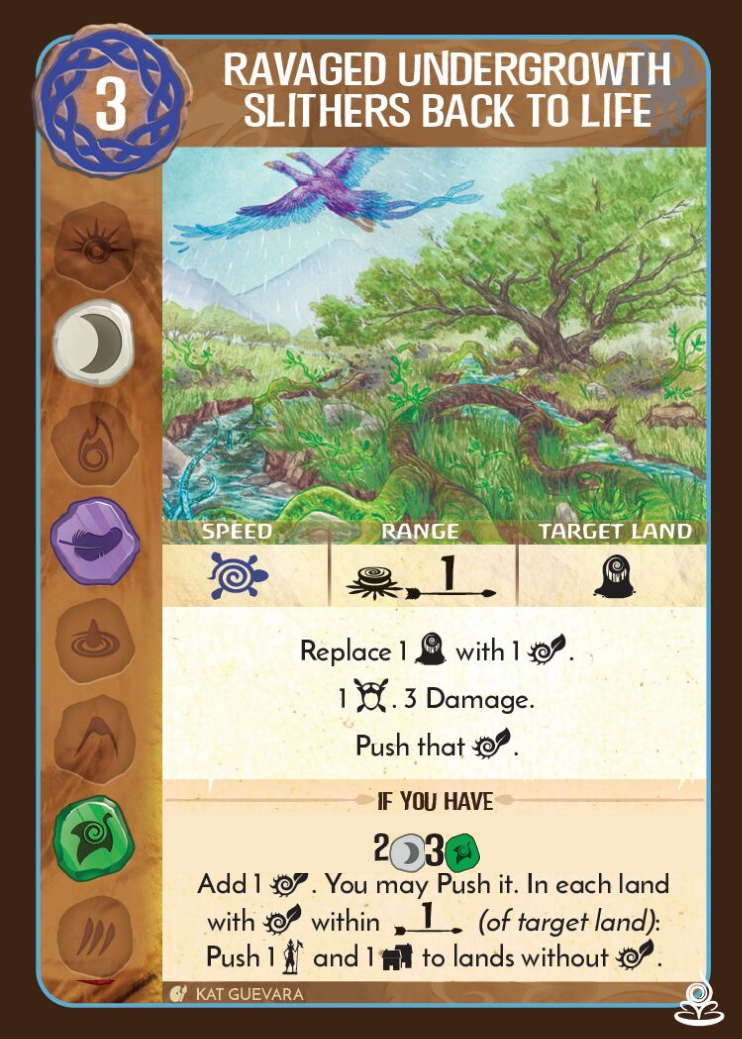 3
RAVAGED UNDERGROWTH
SLITHERS BACK TO LIFE
SPEED RANGE TARGET LAND
1
Replace 1 with 1 .
1 . 3 Damage.
Push that .
IF YOU HAVE
2 3
Add 1 . You may Push it. In each land
with within 1 (of target land):
Push 1 and 1 to lands without .
KAT GUEVARA